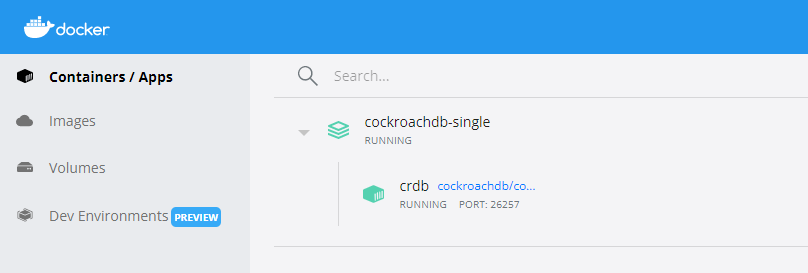 docker
Containers / Apps
Images
Volumes
Dev Environments PREVIEW
Search...
cockroachdb-single
RUNNING
crdb cockroachdb/co...
RUNNING PORT: 26257